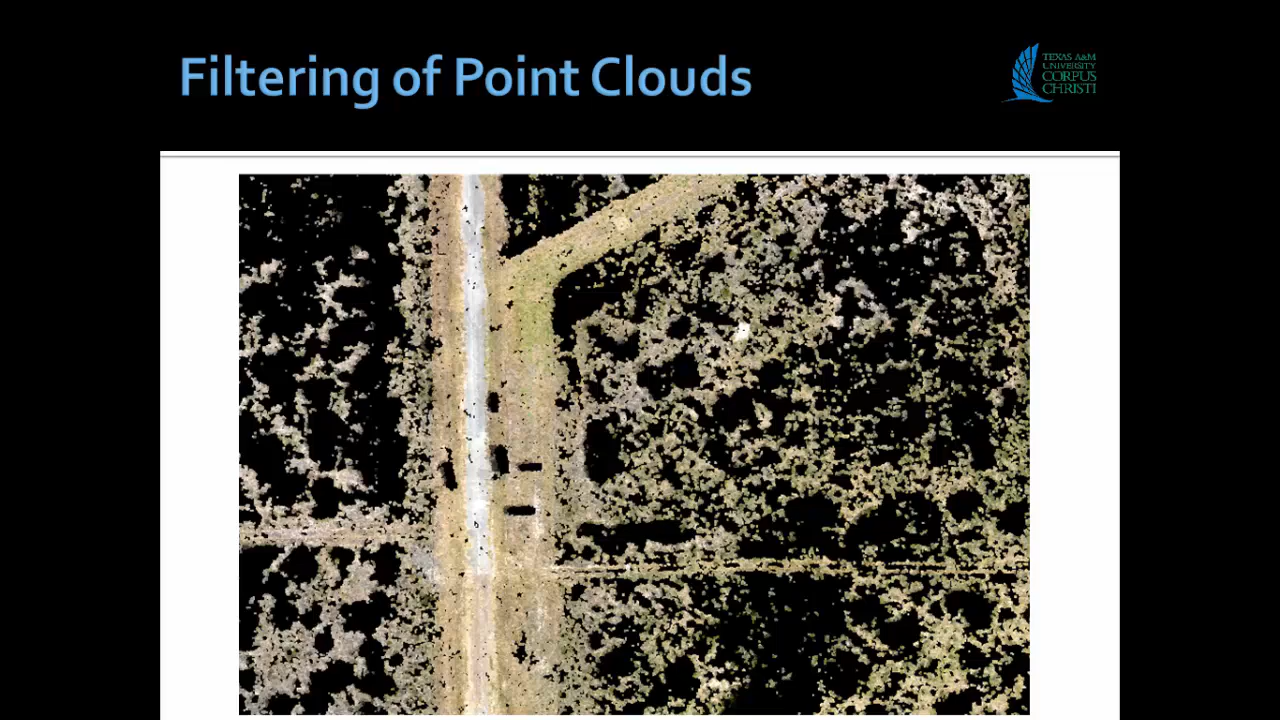 Filtering of Point Clouds
TEXAS A&M
UNIVERSITY
CORPUS
CHRISTI